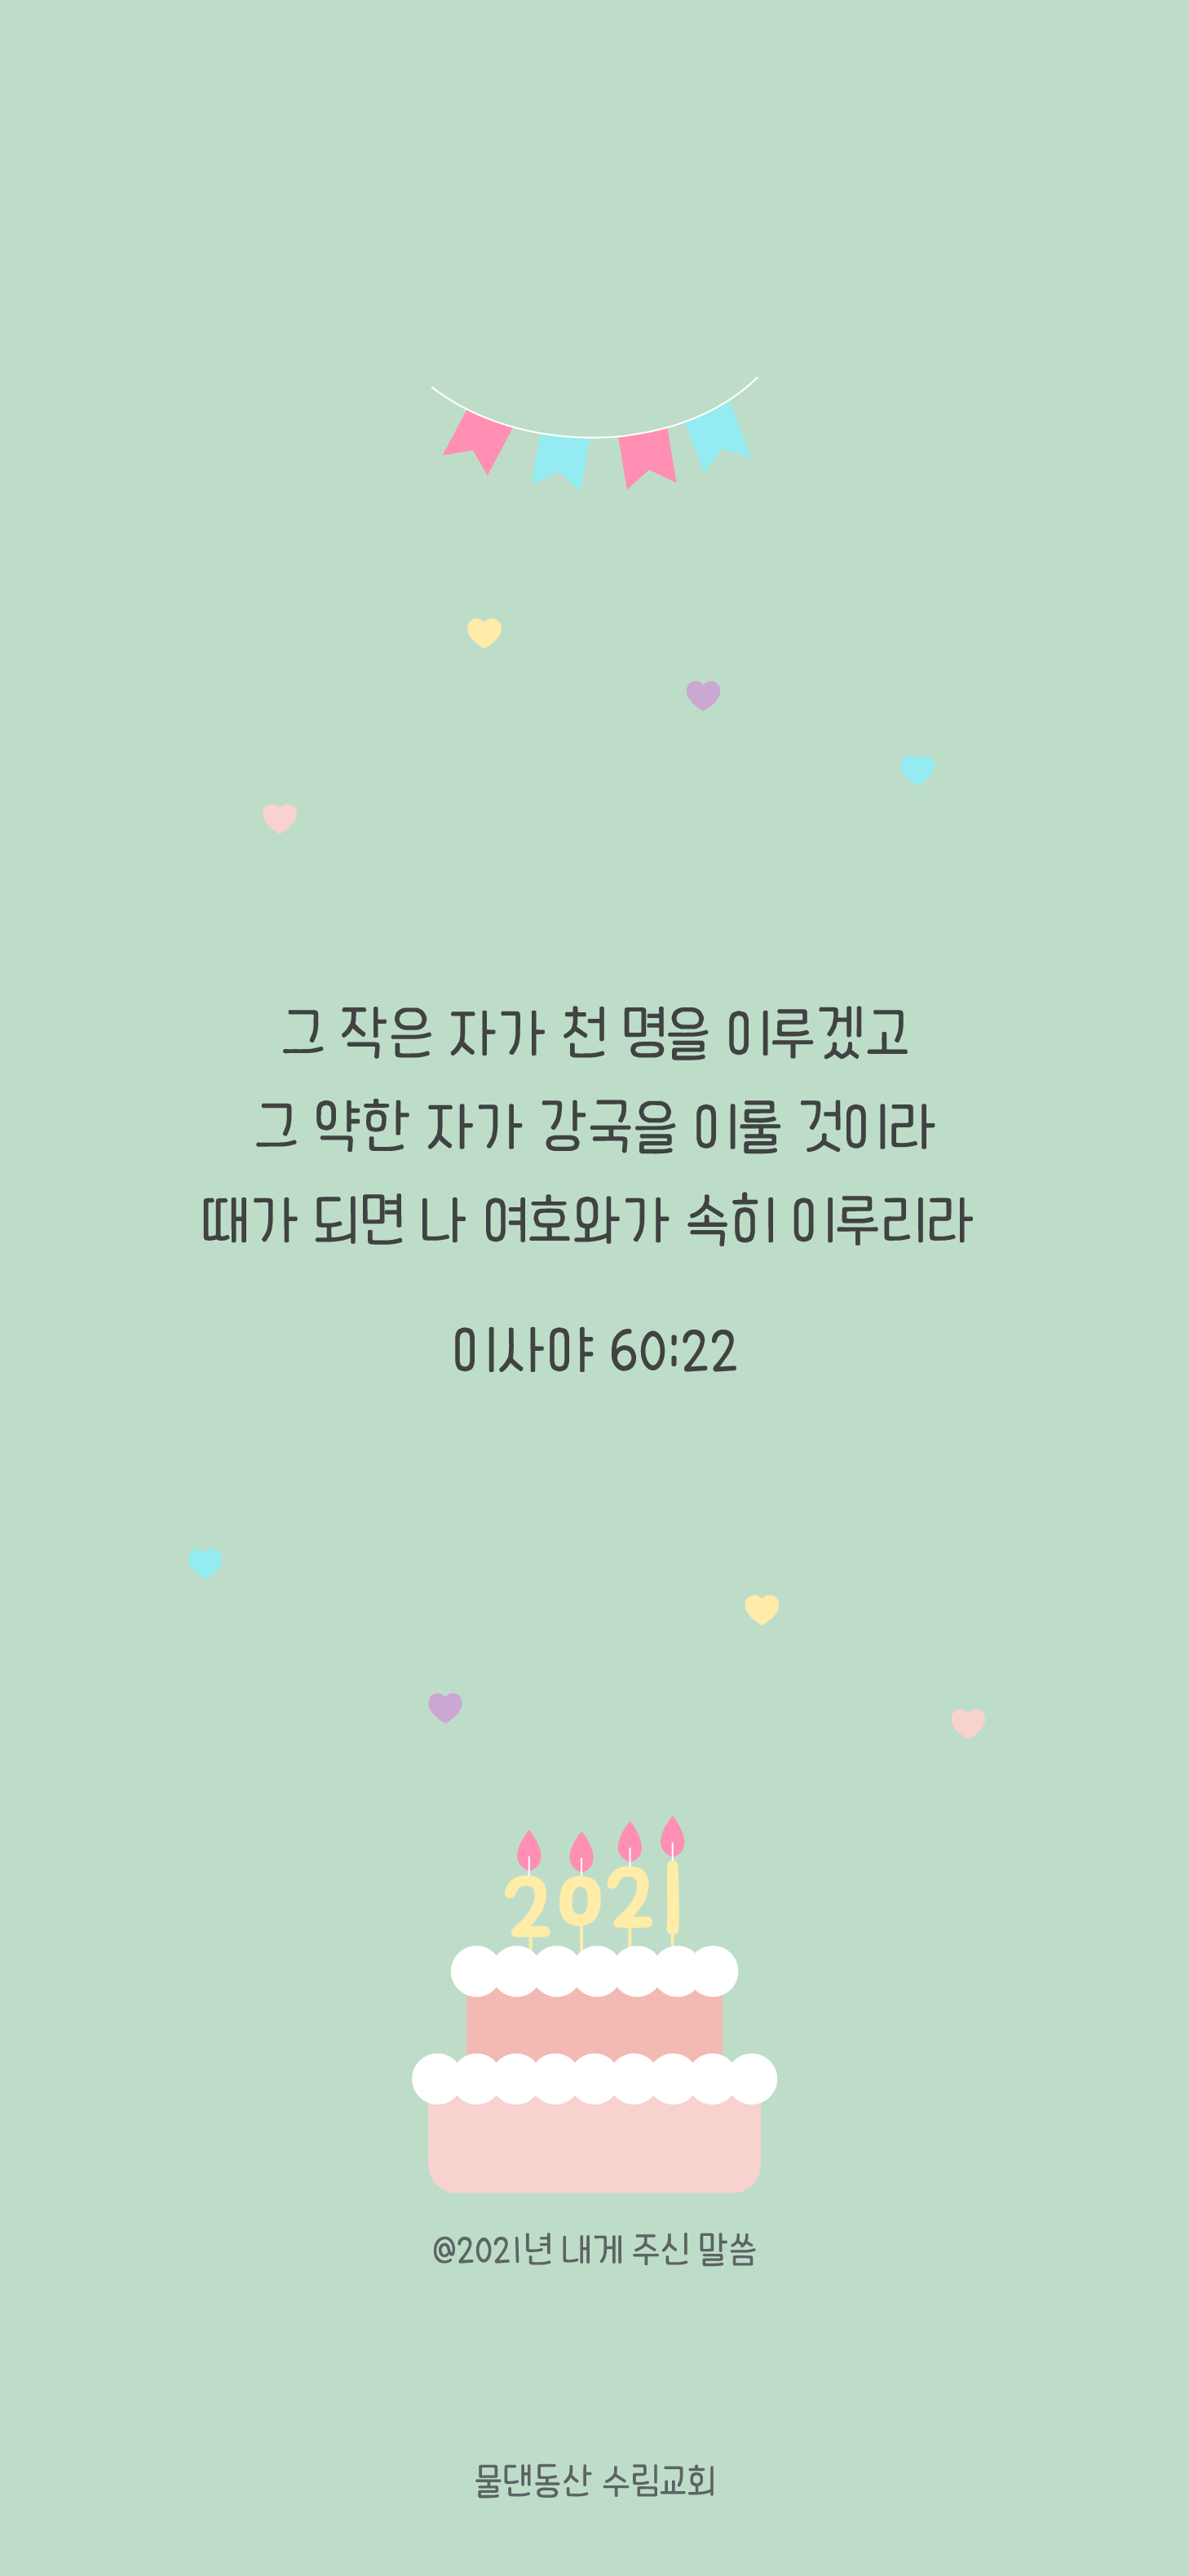 그 작은 자가 천 명을 이루겠고
그 약한 자가 강국을 이룰 것이라
때가 되면 나 여호와가 속히 이루리라
이사야 60:22
2021
@2021년 내게 주신 말씀
물댄동산 수림교회